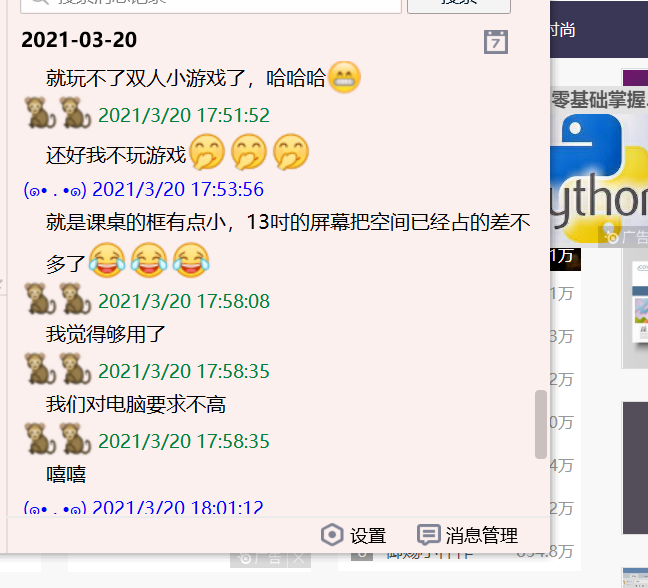 2021-03-20
就玩不了双人小游戏了，哈哈哈😁
🐒🐒 2021/3/20 17:51:52
还好我不玩游戏🤭🤭🤭
(๑• . •๑) 2021/3/20 17:53:56
就是课桌的框有点小，13吋的屏幕把空间已经占的差不
多了😂😂😂
🐒🐒 2021/3/20 17:58:08
我觉得够用了
🐒🐒 2021/3/20 17:58:35
我们对电脑要求不高
🐒🐒 2021/3/20 17:58:35
嘻嘻
(๑• . •๑) 2021/3/20 18:01:12
设置
消息管理
时尚
零基础掌握
ython
广告
1万
1万
3万
2万
0万
4万
2万
8万
广告